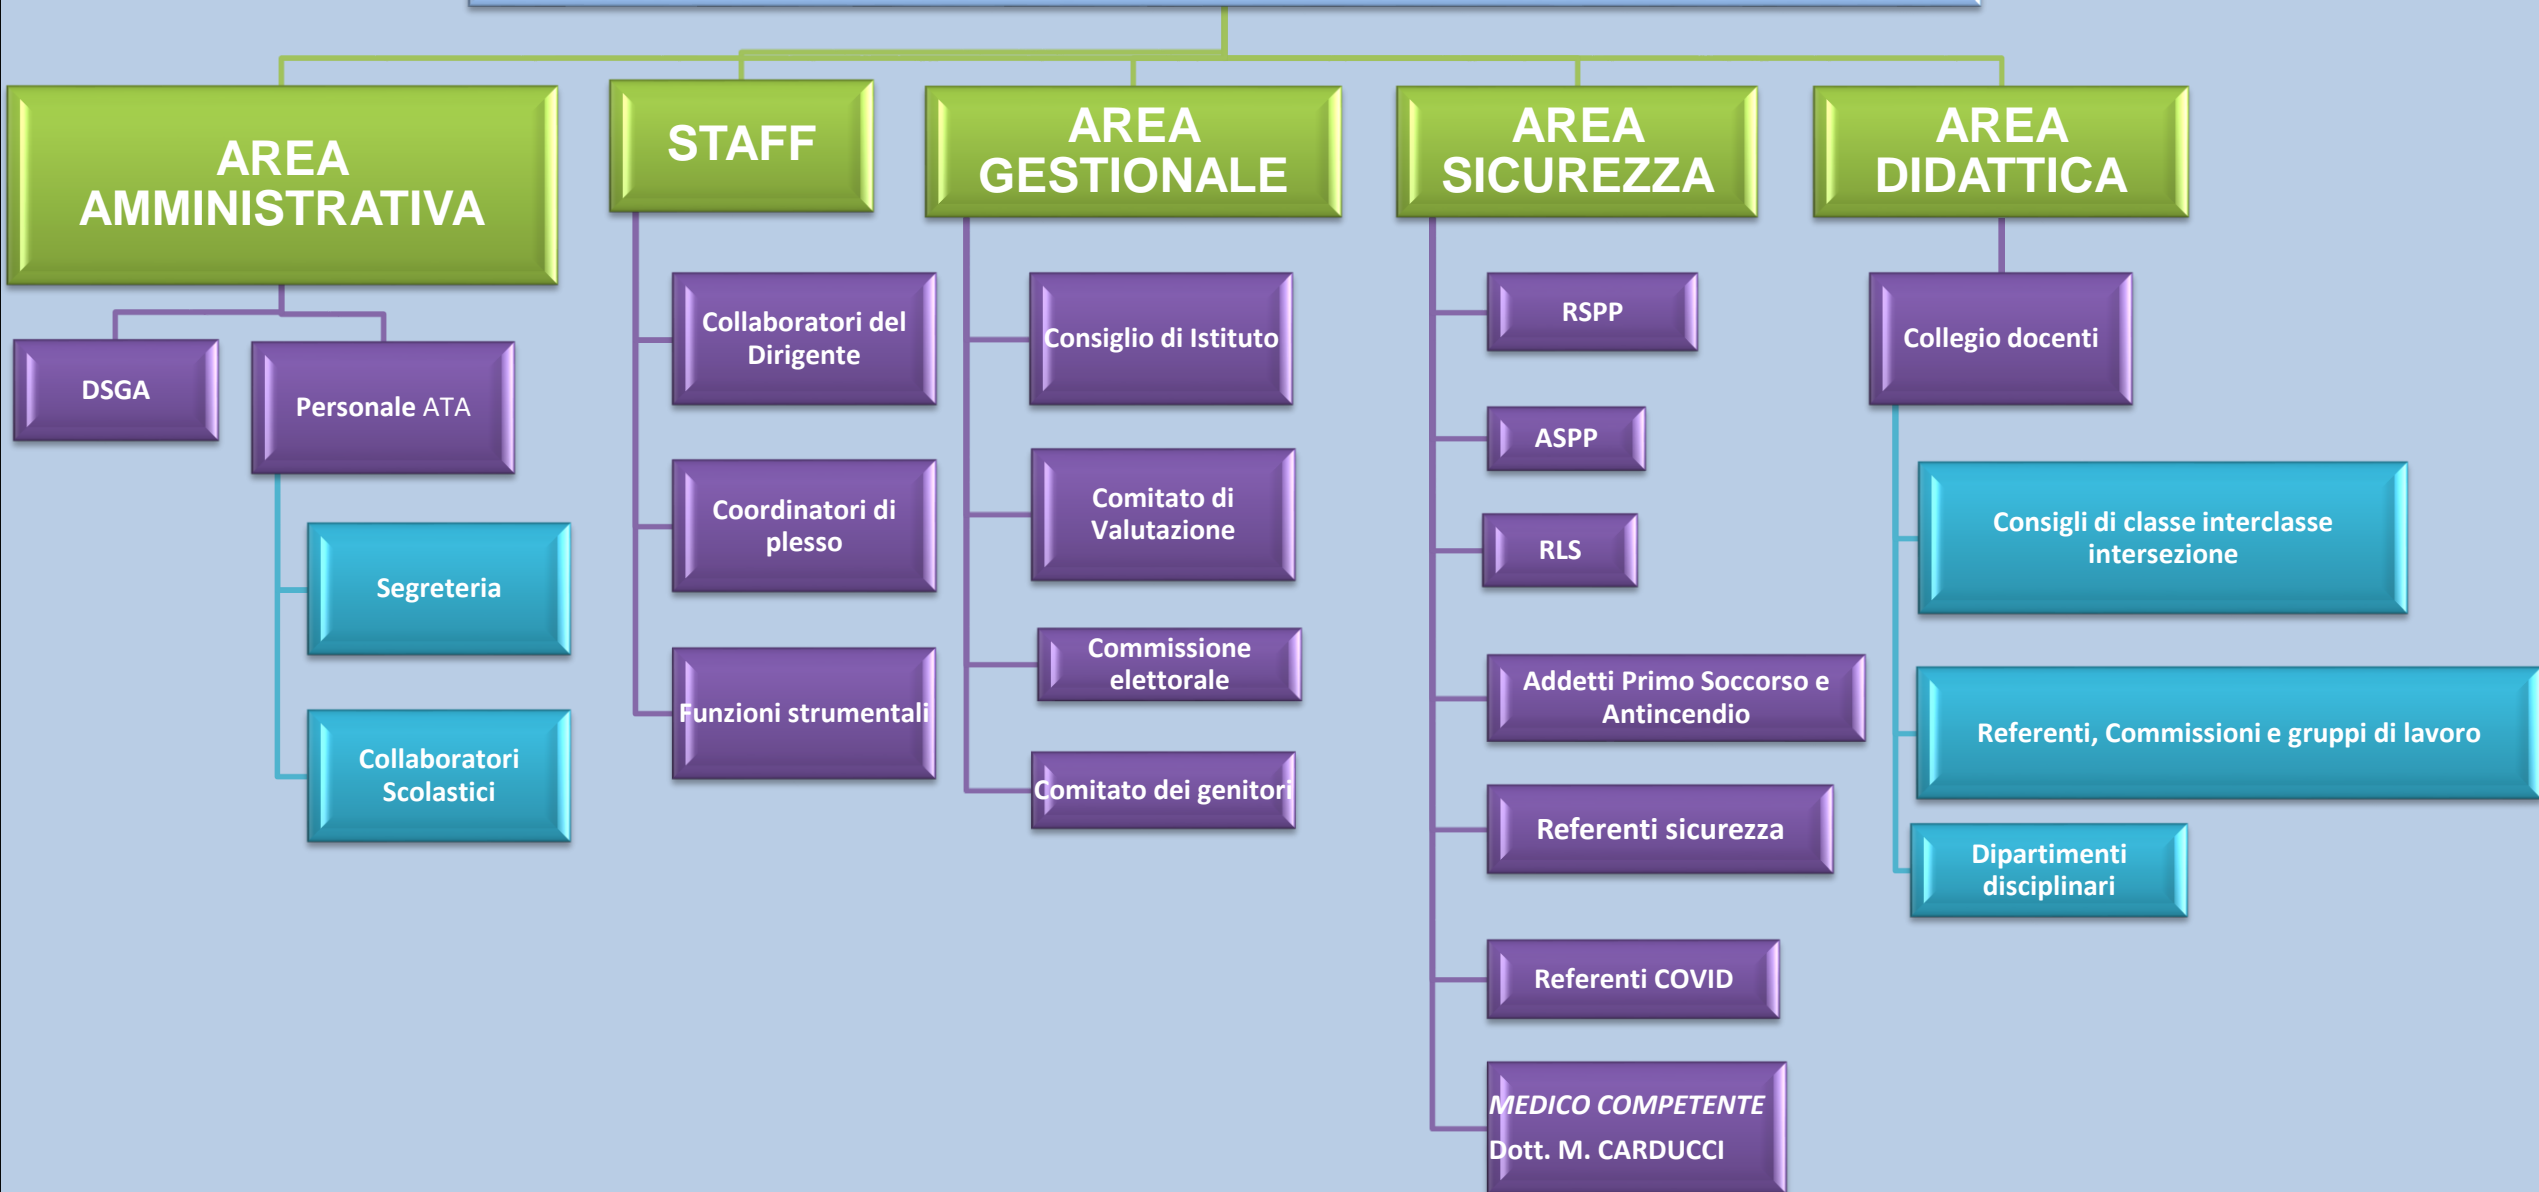 AREA
AMMINISTRATIVA
DSGA
Personale ATA
Segreteria
Collaboratori
Scolastici
STAFF
Collaboratori del
Dirigente
Coordinatori di
plesso
Funzioni strumentali
AREA
GESTIONALE
Consiglio di Istituto
Comitato di
Valutazione
Commissione
elettorale
Comitato dei genitori
AREA
SICUREZZA
RSPP
ASPP
RLS
Addetti Primo Soccorso e
Antincendio
Referenti sicurezza
Referenti COVID
MEDICO COMPETENTE
Dott. M. CARDUCCI
AREA
DIDATTICA
Collegio docenti
Consigli di classe interclasse
intersezione
Referenti, Commissioni e gruppi di lavoro
Dipartimenti
disciplinari